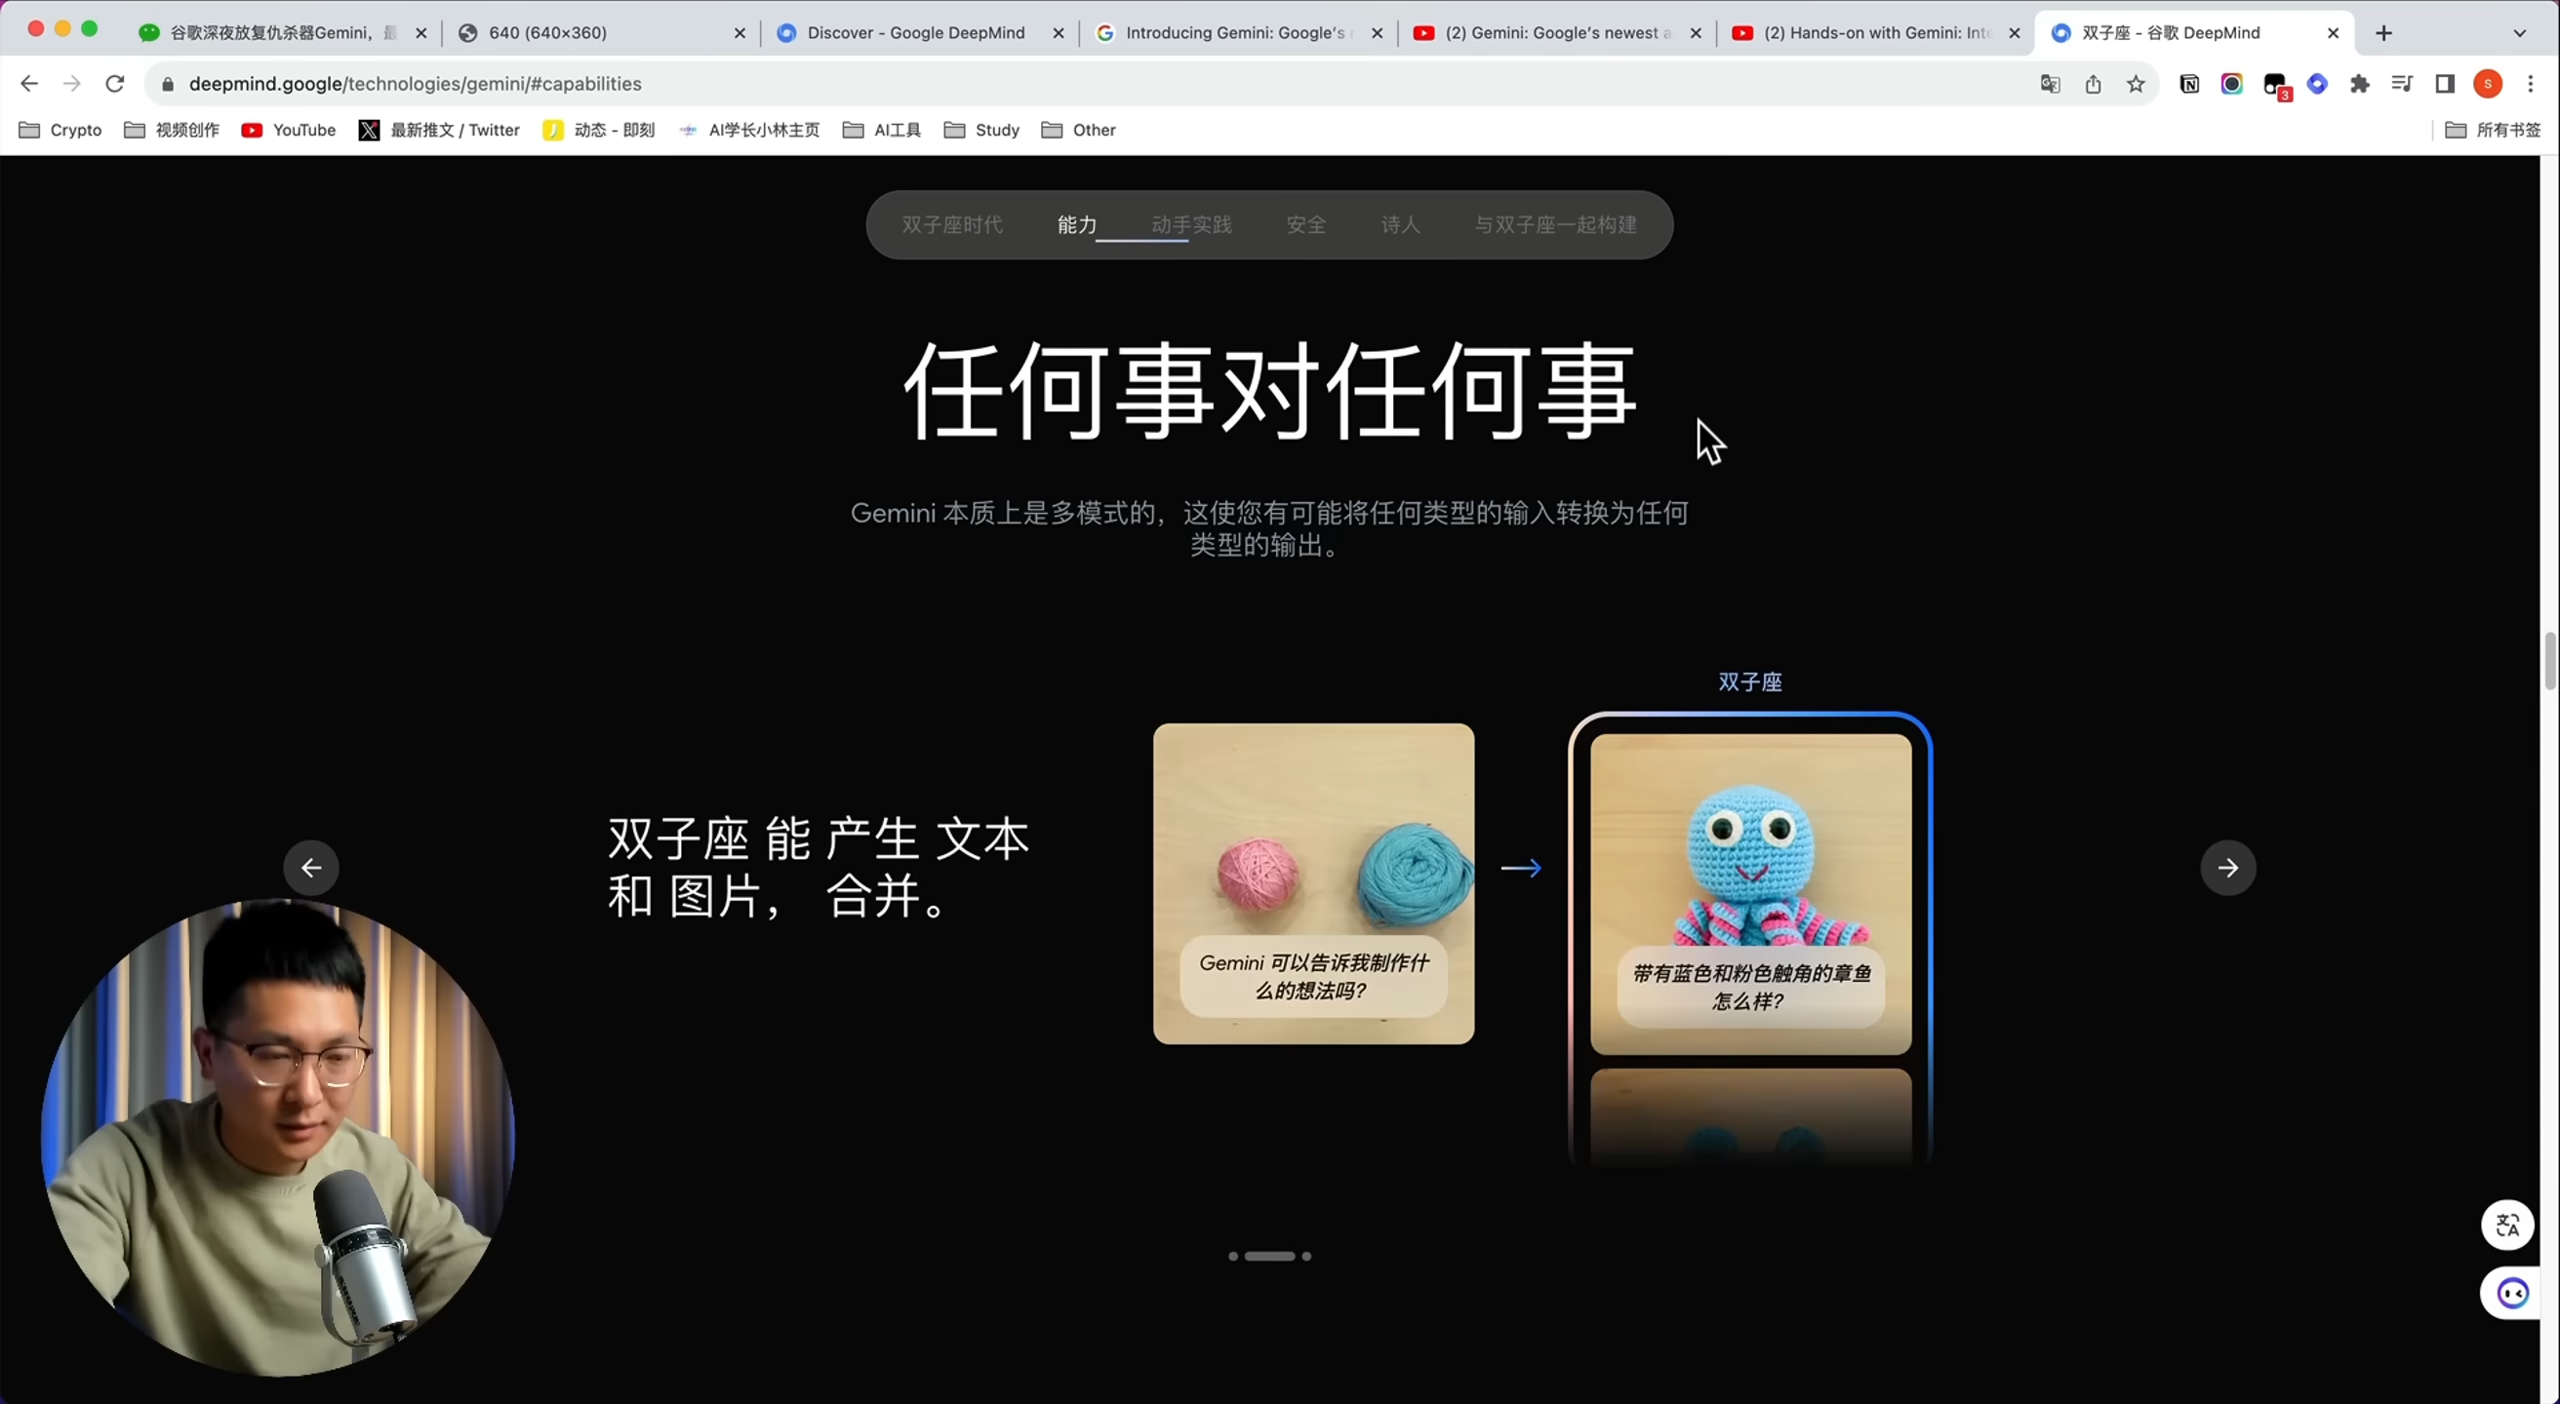 谷歌深夜放复仇杀器Gemini，
640 (640×360)
Discover - Google DeepMind
Introducing Gemini: Google's
(2) Gemini: Google's newest a
(2) Hands-on with Gemini: Inte
双子座 - 谷歌 DeepMind
deepmind.google/technologies/gemini/#capabilities
3
S
Crypto
视频创作
YouTube
最新推文 / Twitter
动态 - 即刻
AI学长小林主页
AI工具
Study
Other
所有书签
双子座时代
能力
动手实践
安全
诗人
与双子座一起构建
任何事对任何事
Gemini 本质上是多模式的，这使您有可能将任何类型的输入转换为任何
类型的输出。
双子座
双子座 能 产生 文本
和 图片， 合并。
Gemini 可以告诉我制作什
么的想法吗？
带有蓝色和粉色触角的章鱼
怎么样？